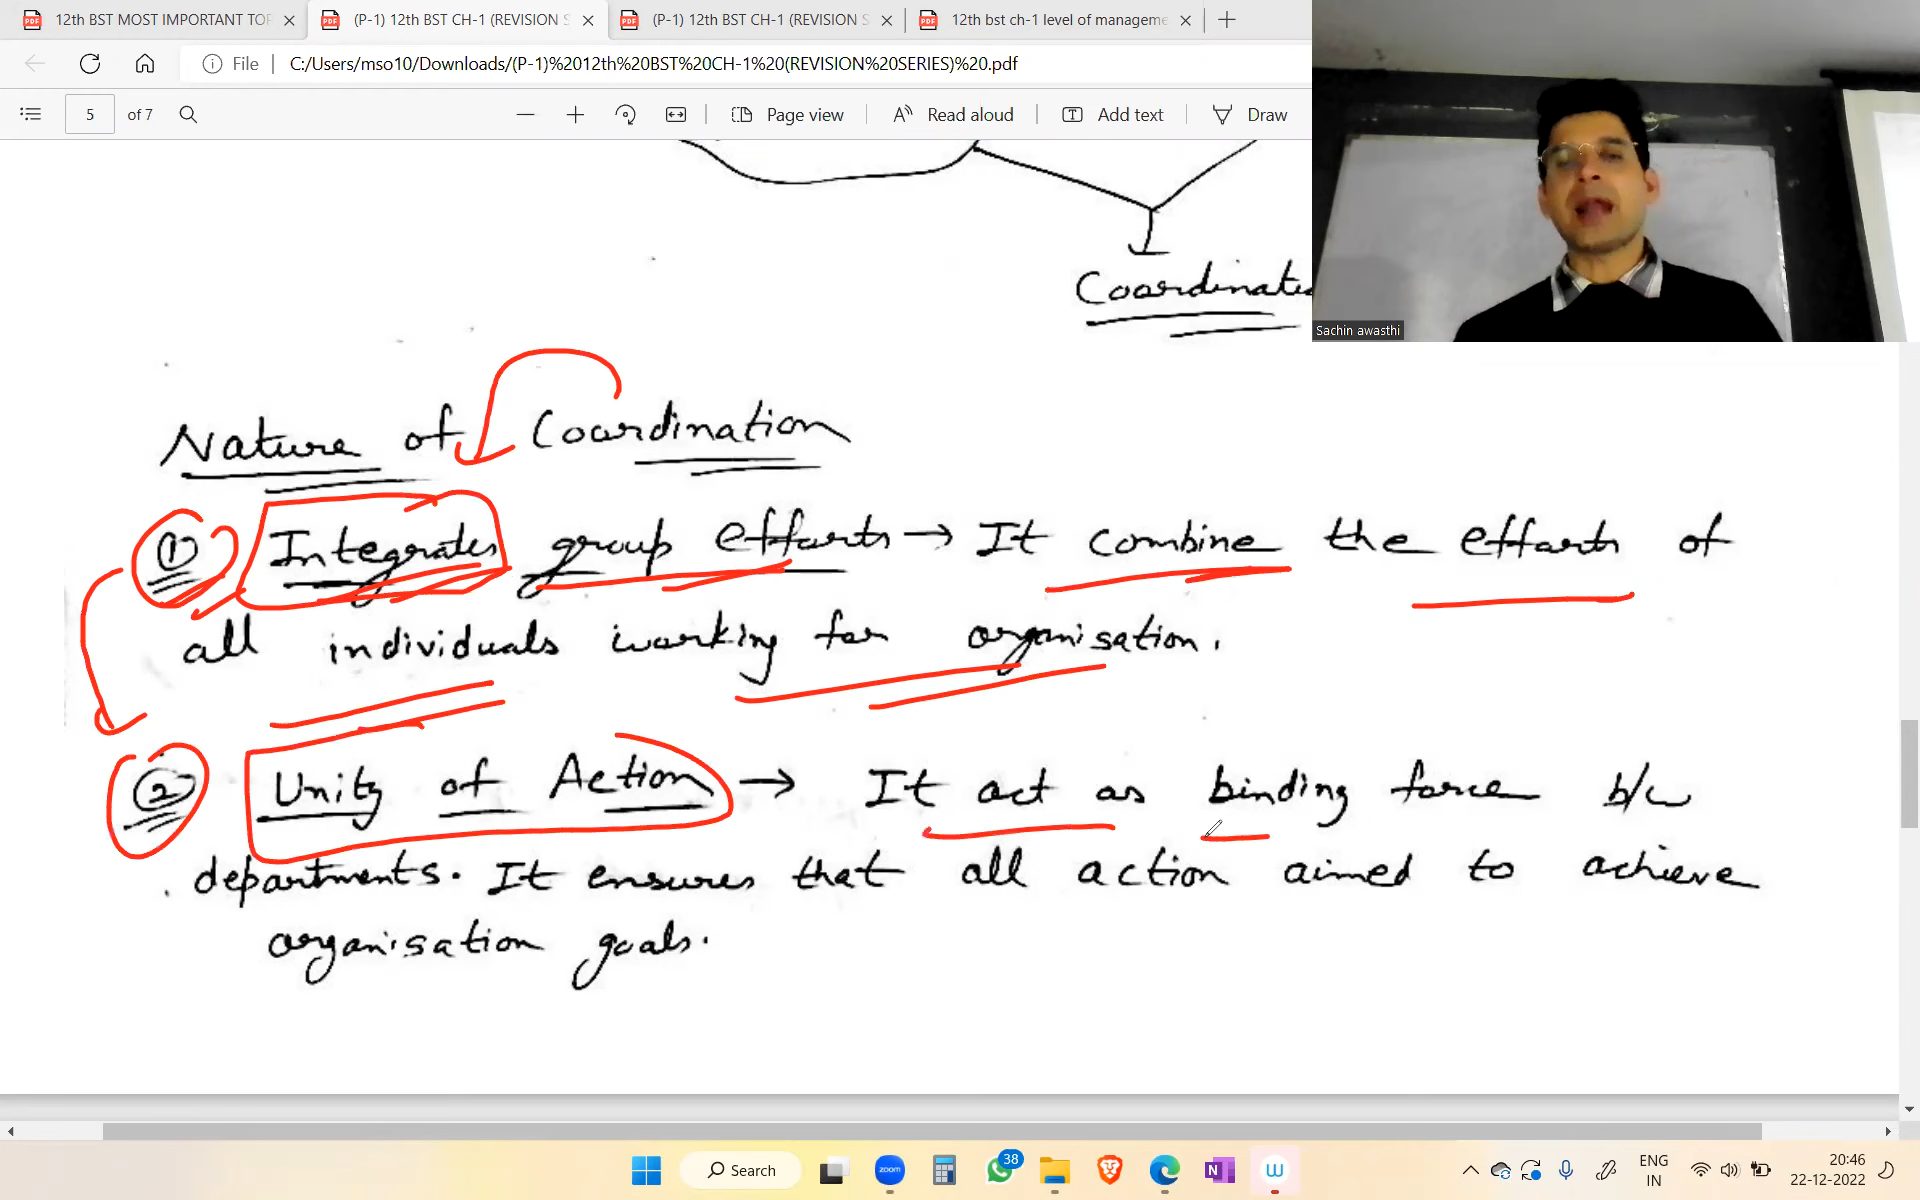 12th BST MOST IMPORTANT TOP
(P-1) 12th BST CH-1 (REVISION S
(P-1) 12th BST CH-1 (REVISION S
12th bst ch-1 level of manageme
File
C:/Users/mso10/Downloads/(P-1)%2012th%20BST%20CH-1%20(REVISION%20SERIES)%20.pdf
5 of 7
Page view
Read aloud
Add text
Draw
Sachin awasthi
Coordinatio
Nature of Coordination
① Integrates group efforts → It combine the efforts of
all individuals working for organisation.
② Unity of Action → It act as binding force b/w
departments. It ensures that all action aimed to achieve
organisation goals.
Search
zoom
38
N
W
ENG
IN
20:46
22-12-2022